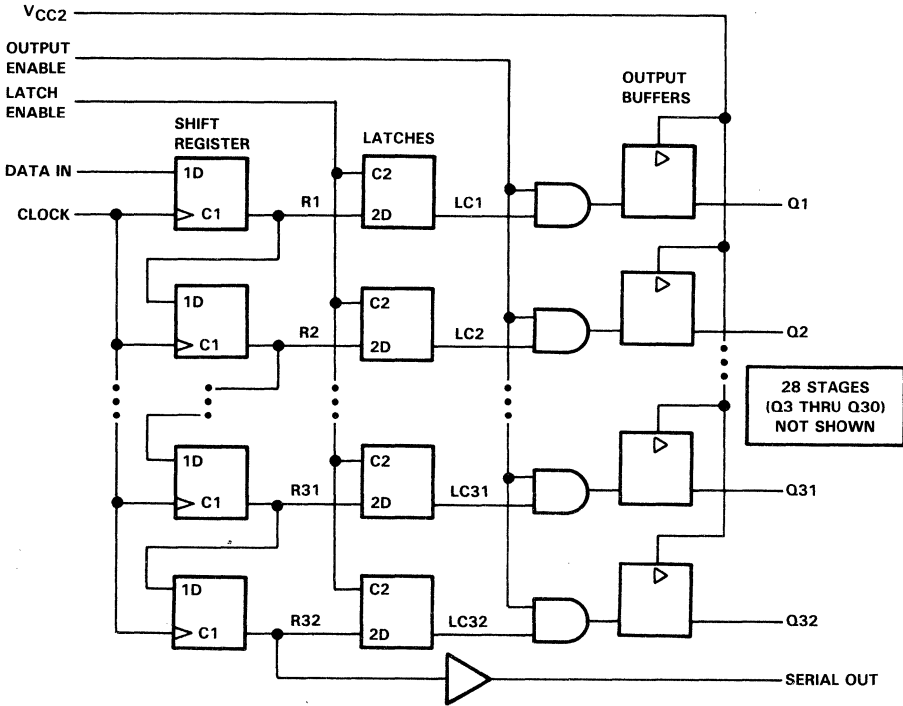 VCC2
OUTPUT
ENABLE
LATCH
ENABLE
DATA IN
CLOCK
SHIFT
REGISTER
LATCHES
OUTPUT
BUFFERS
1D
C1
R1
C2
2D
LC1
Q1
1D
C1
R2
C2
2D
LC2
Q2
28 STAGES
(Q3 THRU Q30)
NOT SHOWN
1D
C1
R31
C2
2D
LC31
Q31
1D
C1
R32
C2
2D
LC32
Q32
SERIAL OUT